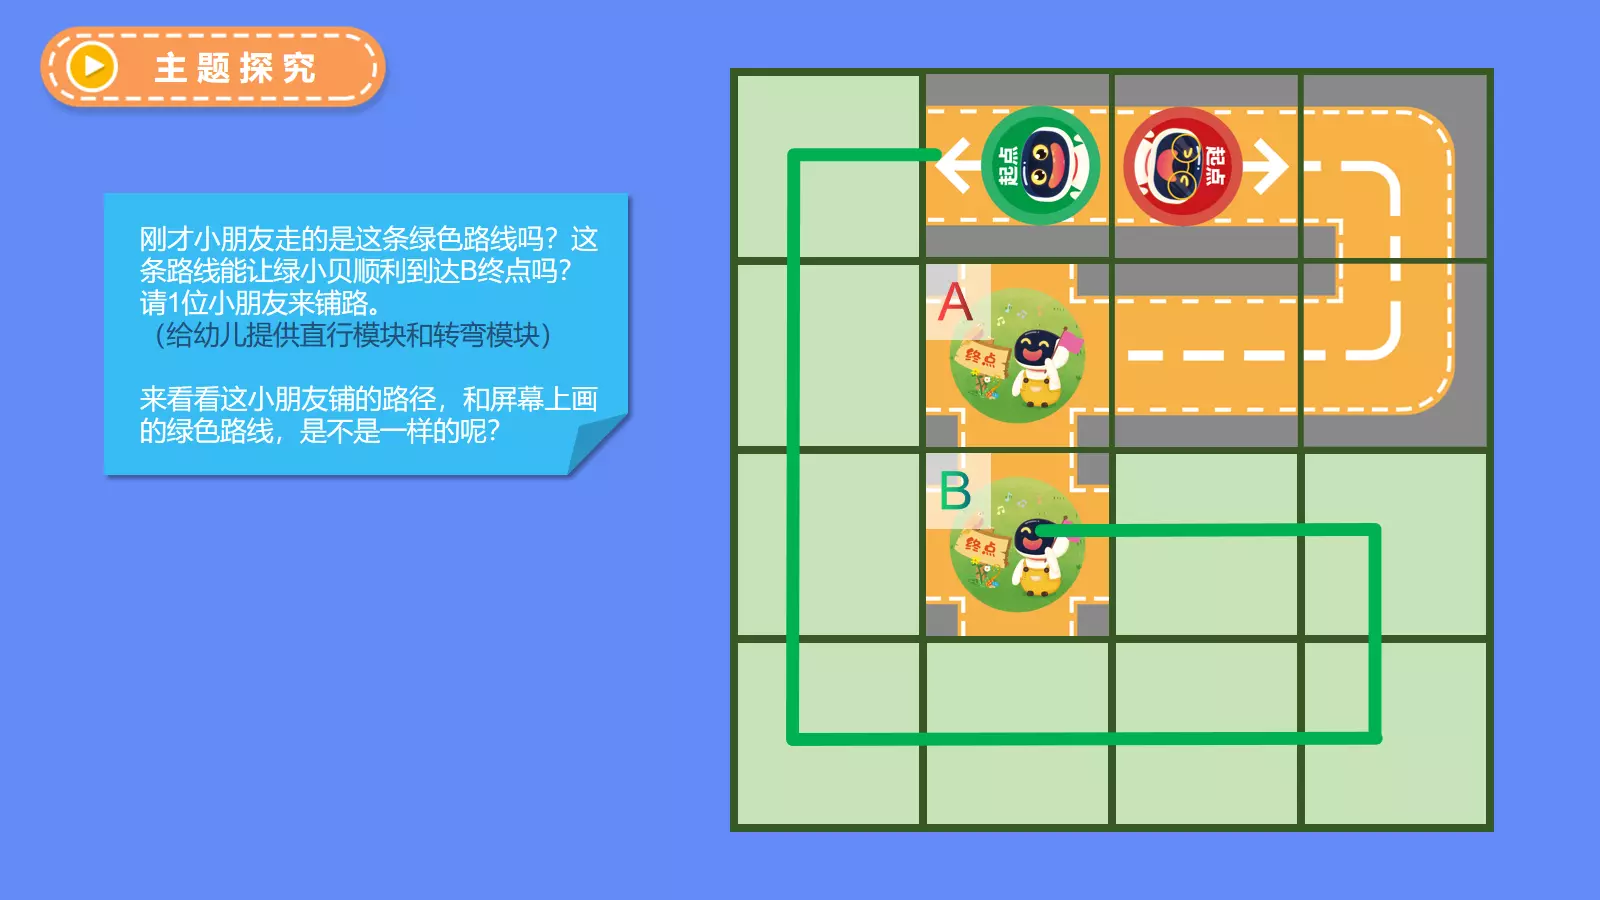 主题探究
刚才小朋友走的是这条绿色路线吗？这
条路线能让绿小贝顺利到达B终点吗？
请1位小朋友来铺路。
（给幼儿提供直行模块和转弯模块）
来看看这小朋友铺的路径，和屏幕上画
的绿色路线，是不是一样的呢？
起点
起点
A
终点
B
终点